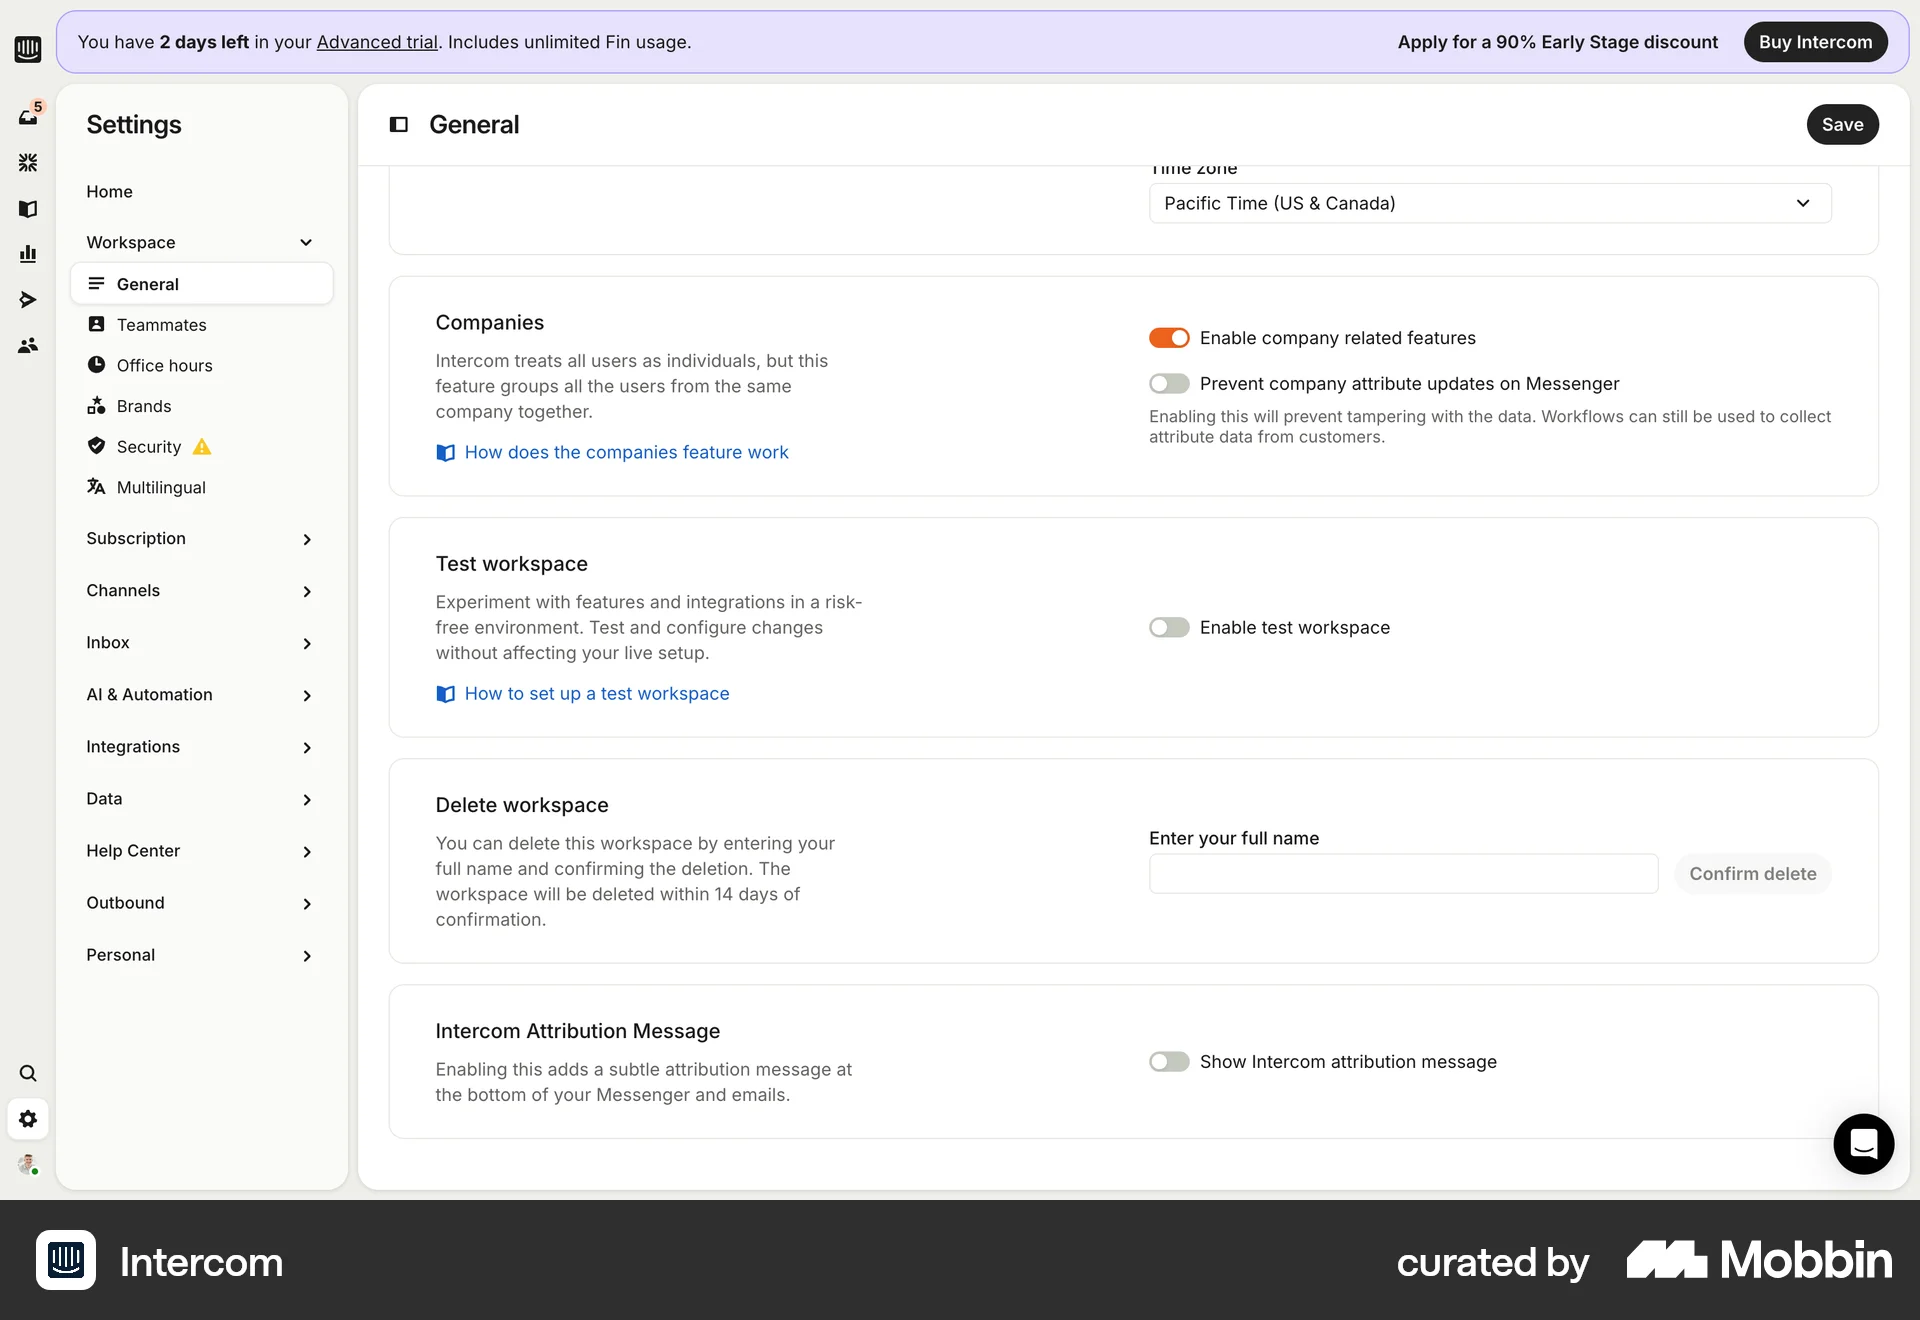 You have 2 days left in your Advanced trial. Includes unlimited Fin usage.
Apply for a 90% Early Stage discount
Buy Intercom
5
Settings
Home
Workspace
General
Teammates
Office hours
Brands
Security
Multilingual
Subscription
Channels
Inbox
AI & Automation
Integrations
Data
Help Center
Outbound
Personal
General
Save
Time zone
Pacific Time (US & Canada)
Companies
Intercom treats all users as individuals, but this
feature groups all the users from the same
company together.
How does the companies feature work
Enable company related features
Prevent company attribute updates on Messenger
Enabling this will prevent tampering with the data. Workflows can still be used to collect
attribute data from customers.
Test workspace
Experiment with features and integrations in a risk-
free environment. Test and configure changes
without affecting your live setup.
How to set up a test workspace
Enable test workspace
Delete workspace
You can delete this workspace by entering your
full name and confirming the deletion. The
workspace will be deleted within 14 days of
confirmation.
Enter your full name
Confirm delete
Intercom Attribution Message
Enabling this adds a subtle attribution message at
the bottom of your Messenger and emails.
Show Intercom attribution message
Intercom
curated by
Mobbin